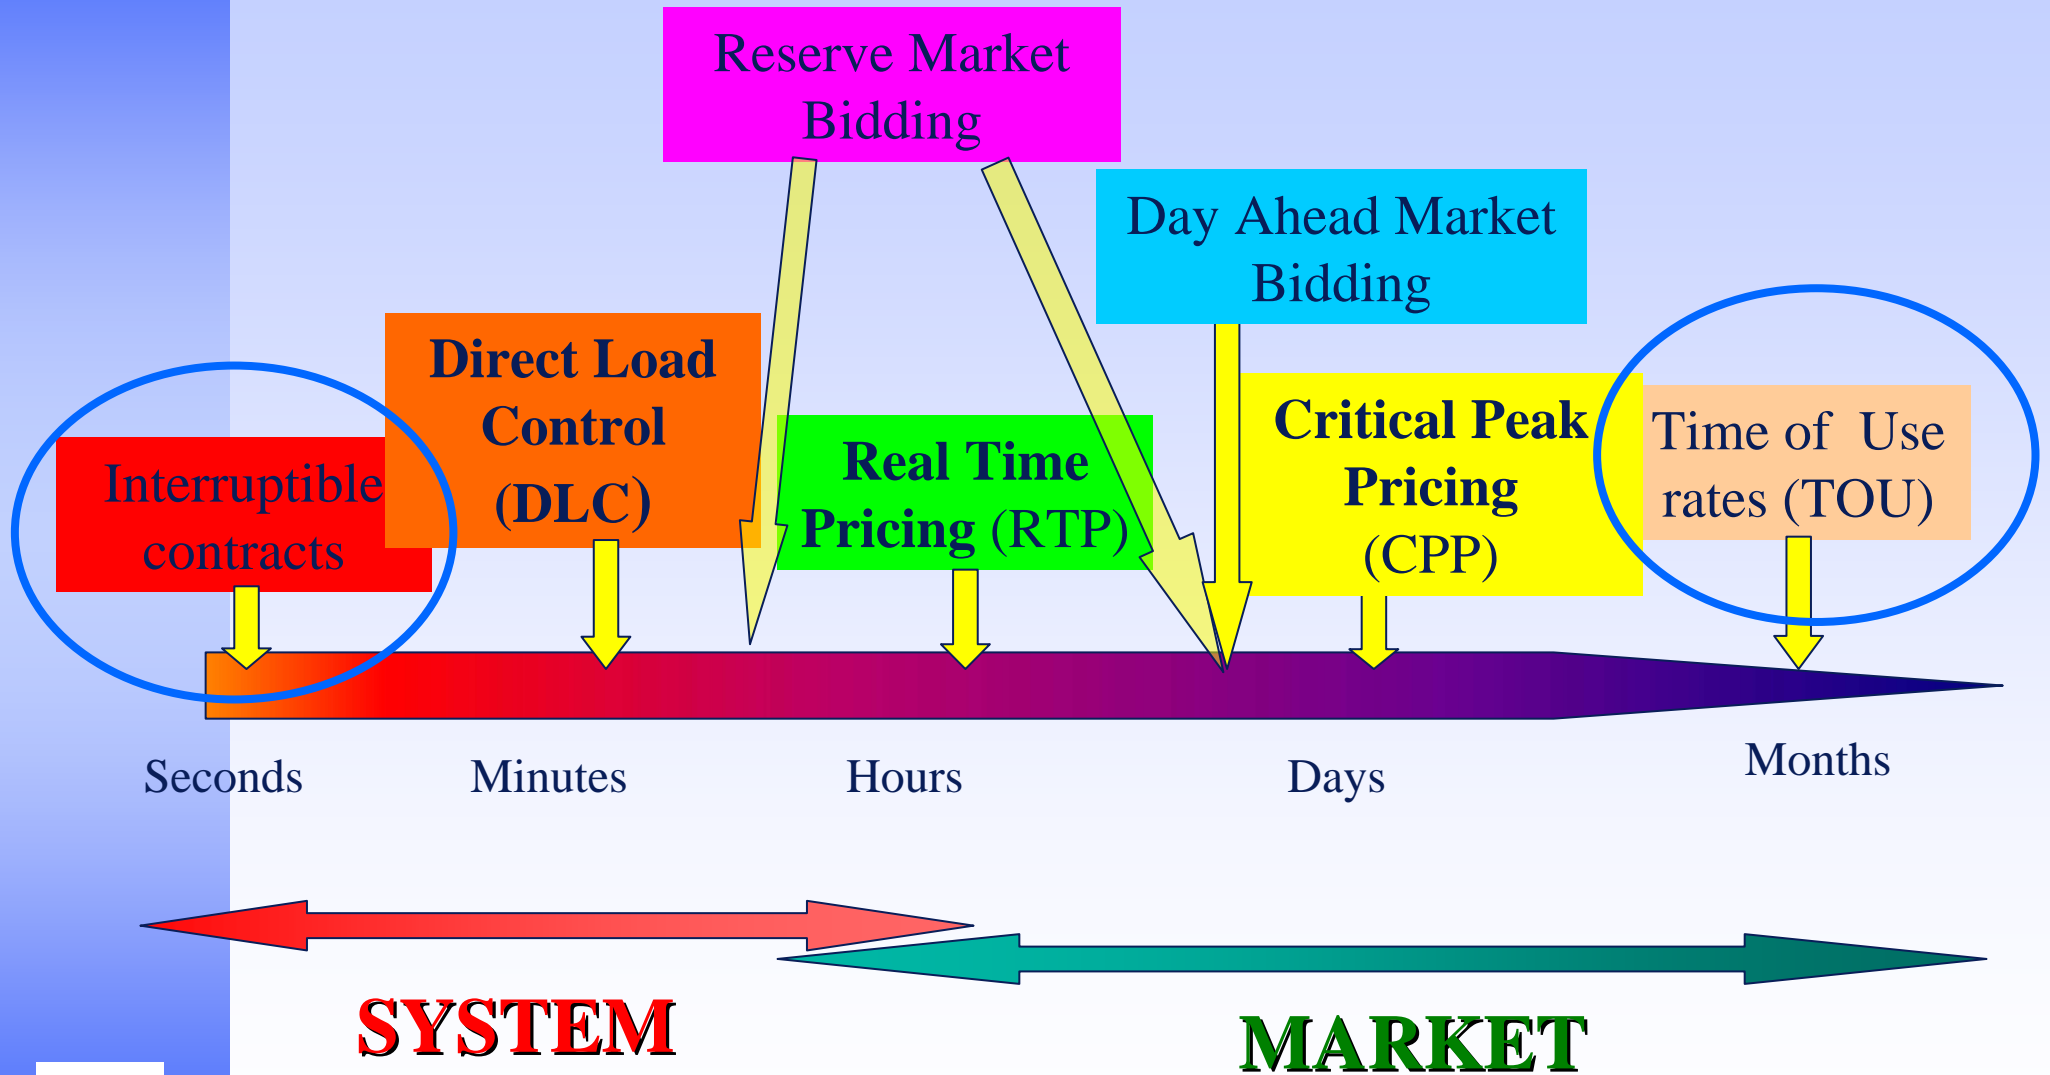 Reserve Market
Bidding
Day Ahead Market
Bidding
Direct Load
Control
(DLC)
Interruptible
contracts
Real Time
Pricing (RTP)
Critical Peak
Pricing
(CPP)
Time of  Use
rates (TOU)
Seconds
Minutes
Hours
Days
Months
SYSTEM
MARKET